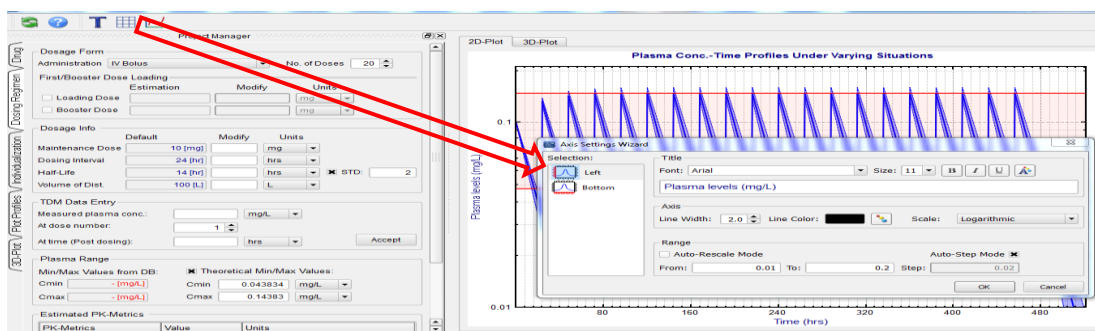 T
Project Manager
Drug
Dosing Regimen
Individualization
Plot Profiles
3D-Plot
Dosage Form
Administration IV Bolus No. of Doses 20
First/Booster Dose Loading
Estimation Modify Units
Loading Dose mg
Booster Dose mg
Dosage Info
Default Modify Units
Maintenance Dose 10 [mg] mg
Dosing Interval 24 [hr] hrs
Half-Life 14 [hr] hrs STD: 2
Volume of Dist. 100 [L] L
TDM Data Entry
Measured plasma conc.: mg/L
At dose number: 1
At time (Post dosing): hrs Accept
Plasma Range
Min/Max Values from DB: Theoretical Min/Max Values:
Cmin - [mg/L] Cmin 0.043834 mg/L
Cmax - [mg/L] Cmax 0.14383 mg/L
Estimated PK-Metrics
PK-Metrics Value Units
2D-Plot 3D-Plot
Plasma Conc.-Time Profiles Under Varying Situations
Plasma levels (mg/L)
0.1
0.01
80 160 240 320 400 480
Time (hrs)
Axis Settings Wizard
Selection:
Left
Bottom
Title
Font: Arial Size: 11 B I U A
Plasma levels (mg/L)
Axis
Line Width: 2.0 Line Color: Scale: Logarithmic
Range
Auto-Rescale Mode Auto-Step Mode
From: 0.01 To: 0.2 Step: 0.02
OK Cancel